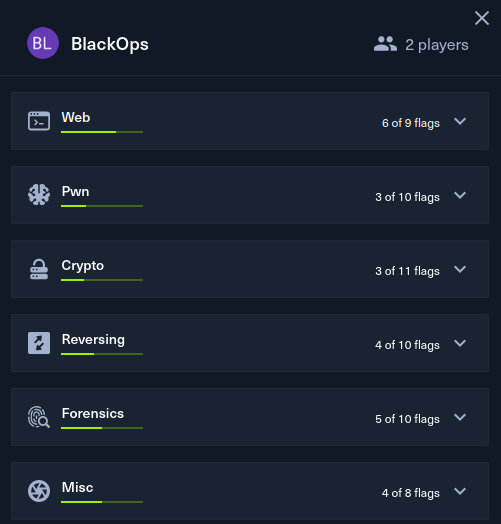 BL BlackOps 2 players
Web 6 of 9 flags
Pwn 3 of 10 flags
Crypto 3 of 11 flags
Reversing 4 of 10 flags
Forensics 5 of 10 flags
Misc 4 of 8 flags